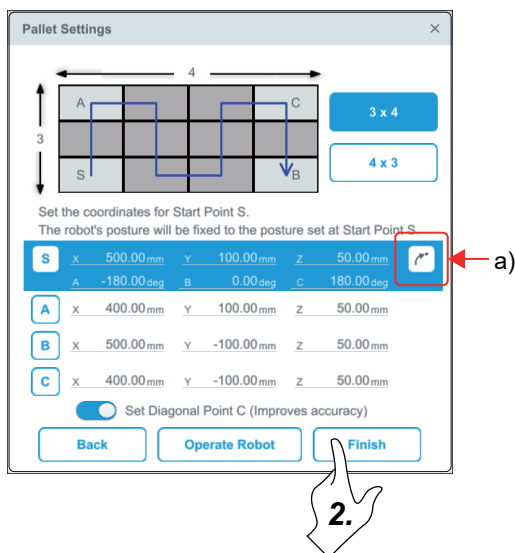 Pallet Settings ×
4
A C
3 x 4
3
4 x 3
S B
Set the coordinates for Start Point S.
The robot's posture will be fixed to the posture set at Start Point S.
S X 500.00 mm Y 100.00 mm Z 50.00 mm
A -180.00 deg B 0.00 deg C 180.00 deg
a)
A X 400.00 mm Y 100.00 mm Z 50.00 mm
B X 500.00 mm Y -100.00 mm Z 50.00 mm
C X 400.00 mm Y -100.00 mm Z 50.00 mm
Set Diagonal Point C (Improves accuracy)
Back Operate Robot Finish
2.